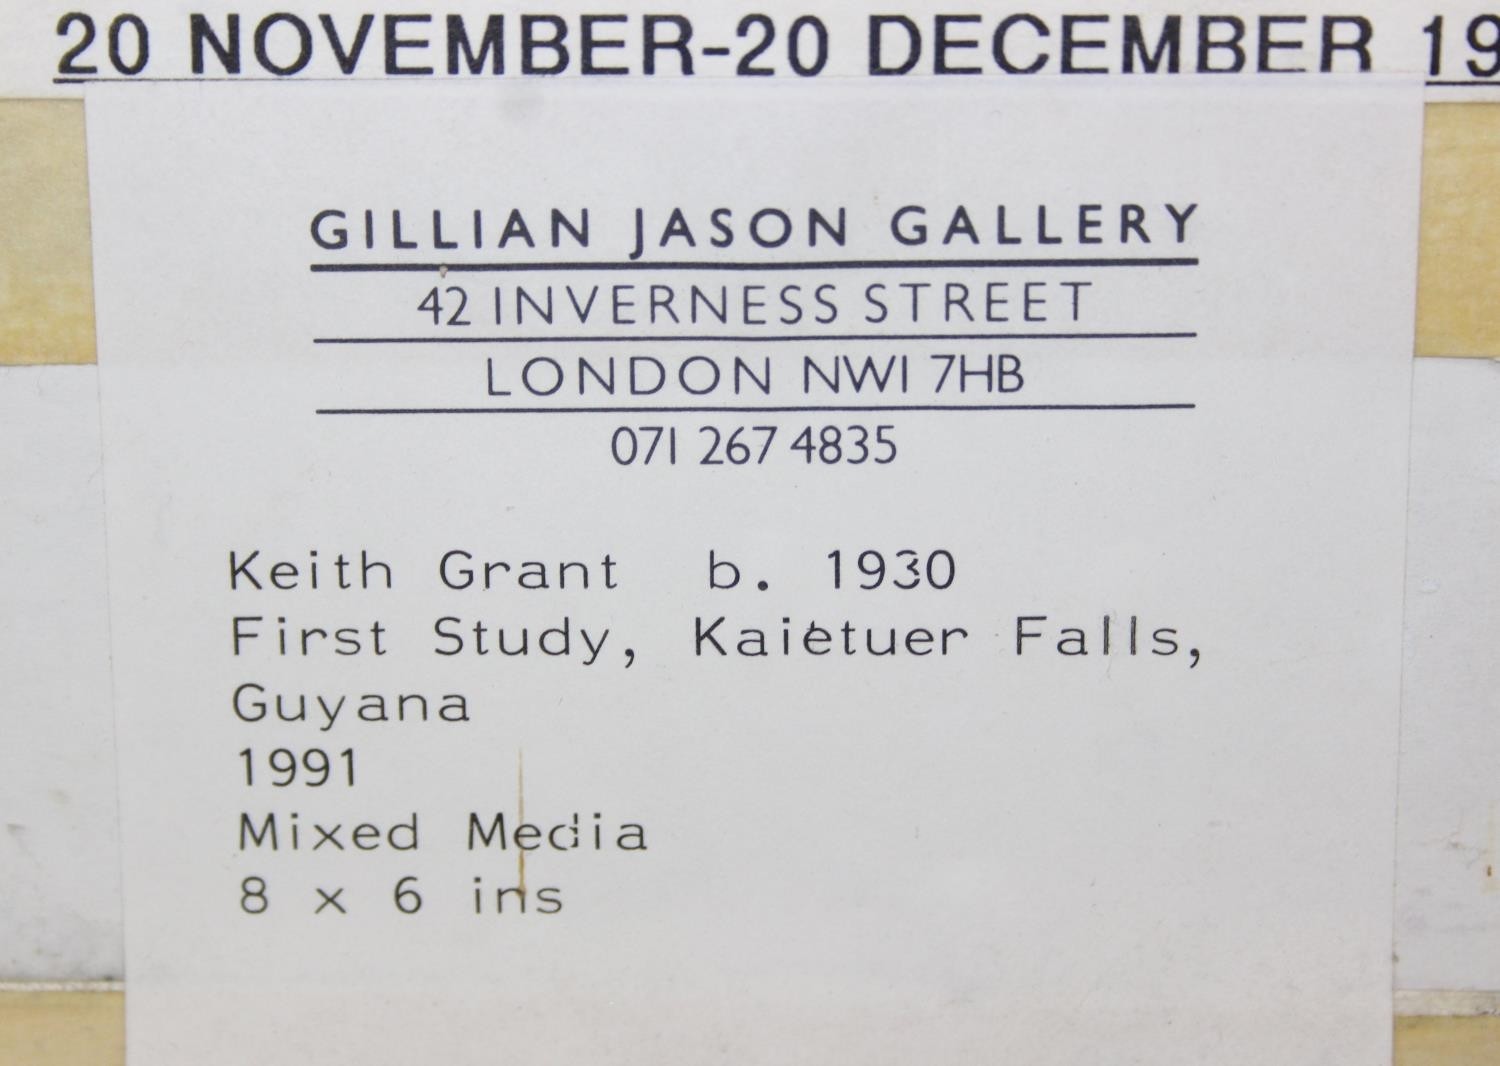 20 NOVEMBER-20 DECEMBER 19
GILLIAN JASON GALLERY
42 INVERNESS STREET
LONDON NW1 7HB
071 267 4835
Keith Grant b. 1930
First Study, Kaietuer Falls,
Guyana
1991
Mixed Media
8 x 6 ins